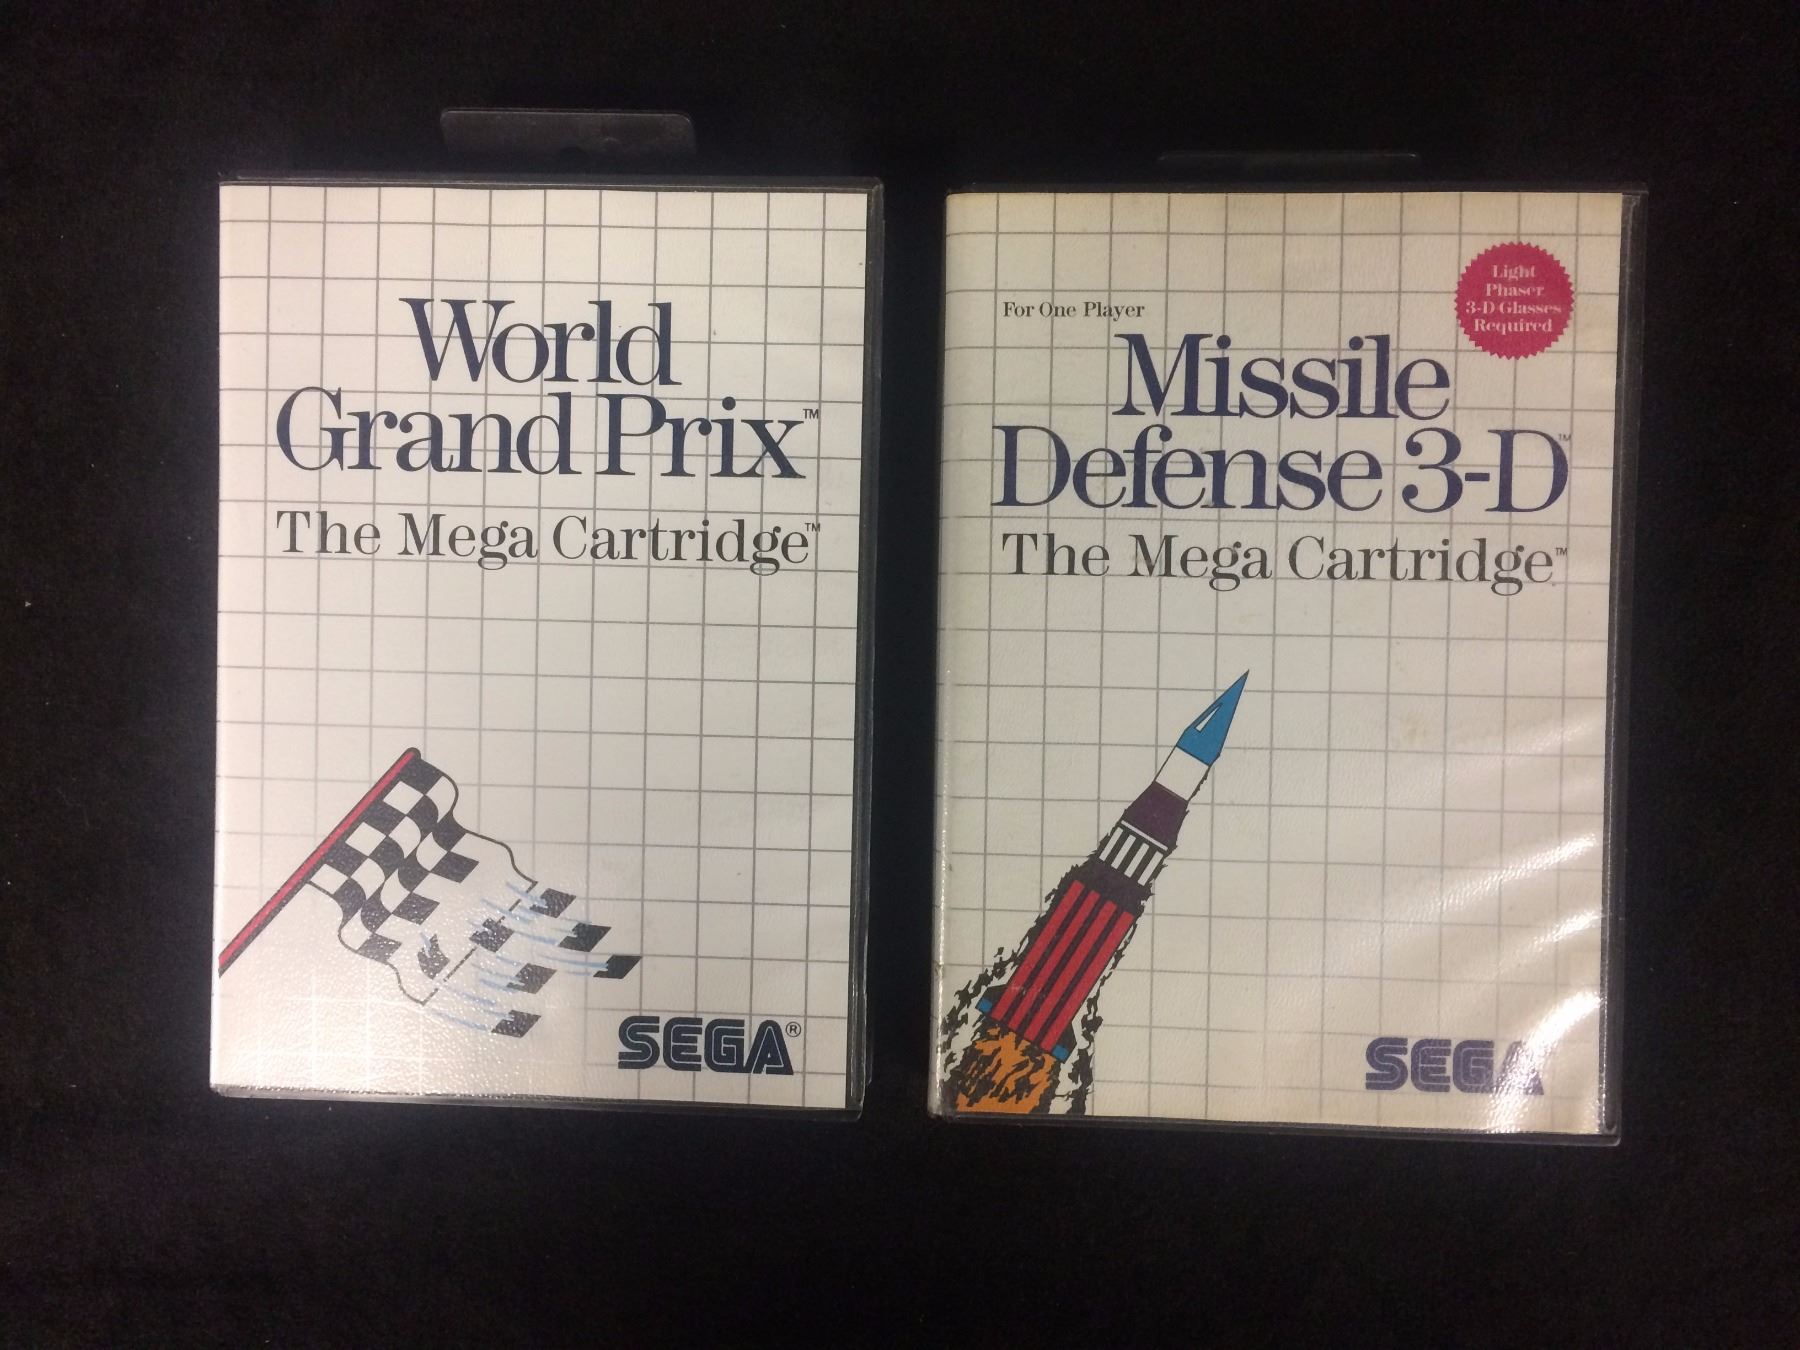 World
Grand Prix™
The Mega Cartridge™
SEGA®
Light
Phaser
3-D Glasses
Required
For One Player
Missile
Defense 3-D™
The Mega Cartridge™
SEGA